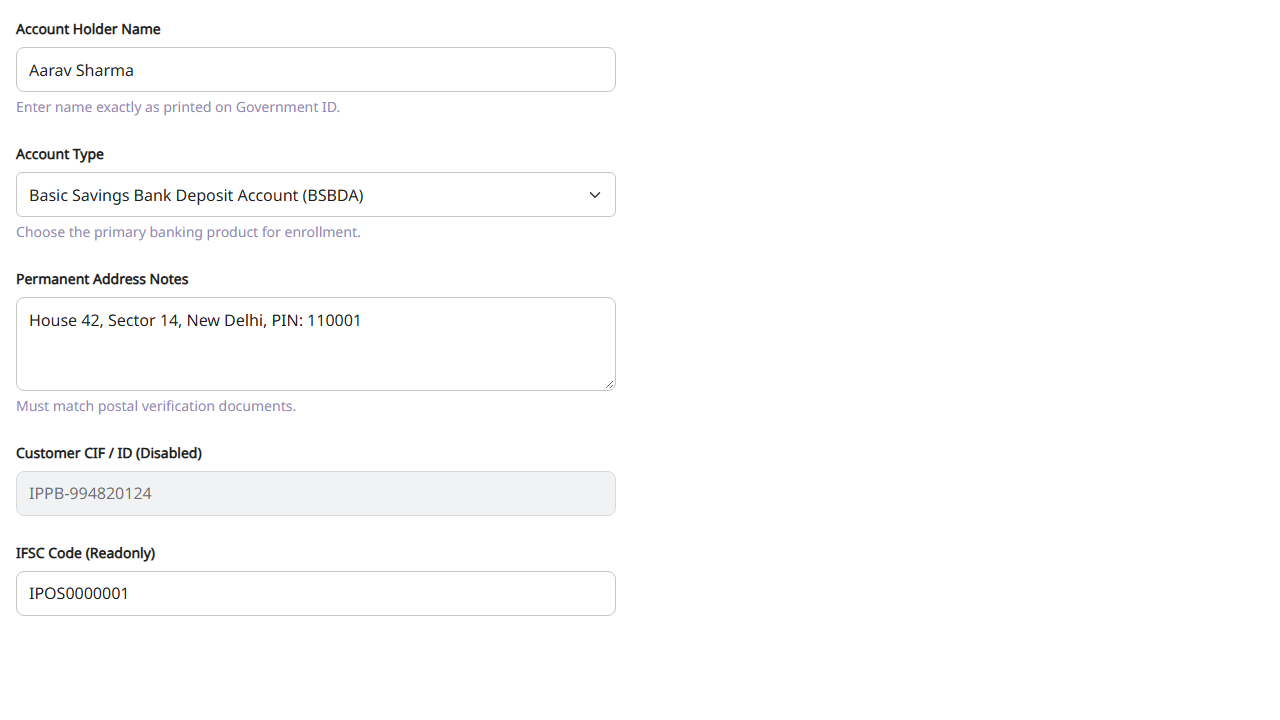 Account Holder Name
Aarav Sharma
Enter name exactly as printed on Government ID.
Account Type
Basic Savings Bank Deposit Account (BSBDA)
Choose the primary banking product for enrollment.
Permanent Address Notes
House 42, Sector 14, New Delhi, PIN: 110001
Must match postal verification documents.
Customer CIF / ID (Disabled)
IPPB-994820124
IFSC Code (Readonly)
IPOS0000001